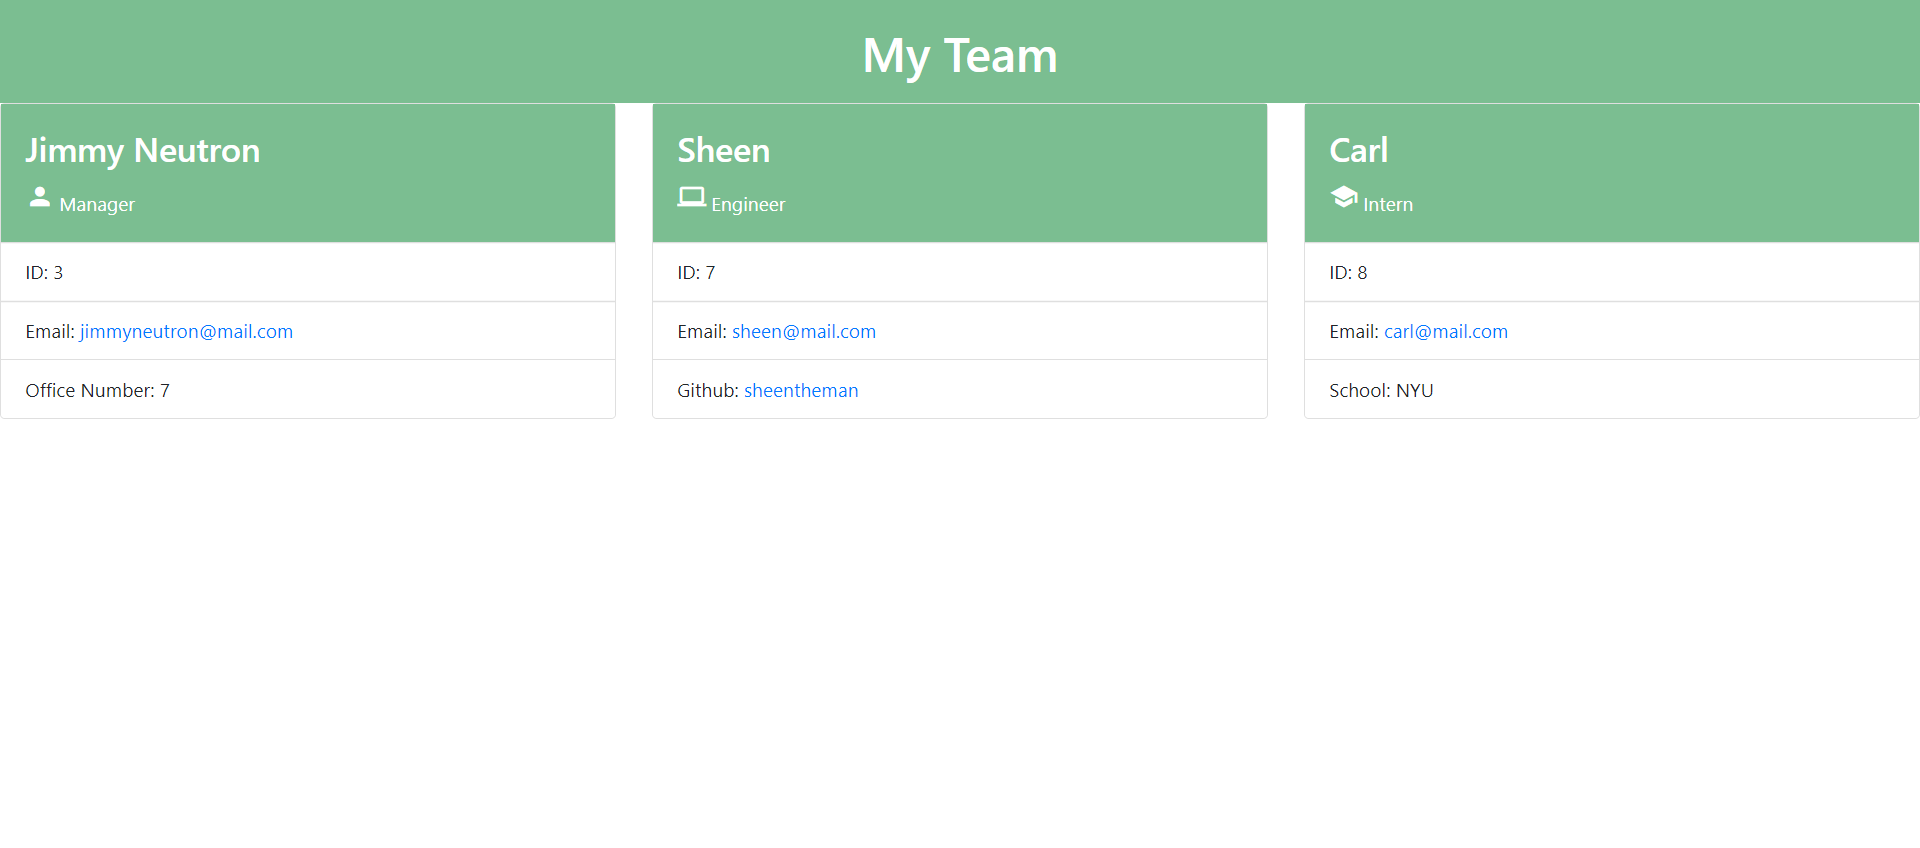 My Team
Jimmy Neutron
Manager
ID: 3
Email: jimmyneutron@mail.com
Office Number: 7
Sheen
Engineer
ID: 7
Email: sheen@mail.com
Github: sheentheman
Carl
Intern
ID: 8
Email: carl@mail.com
School: NYU